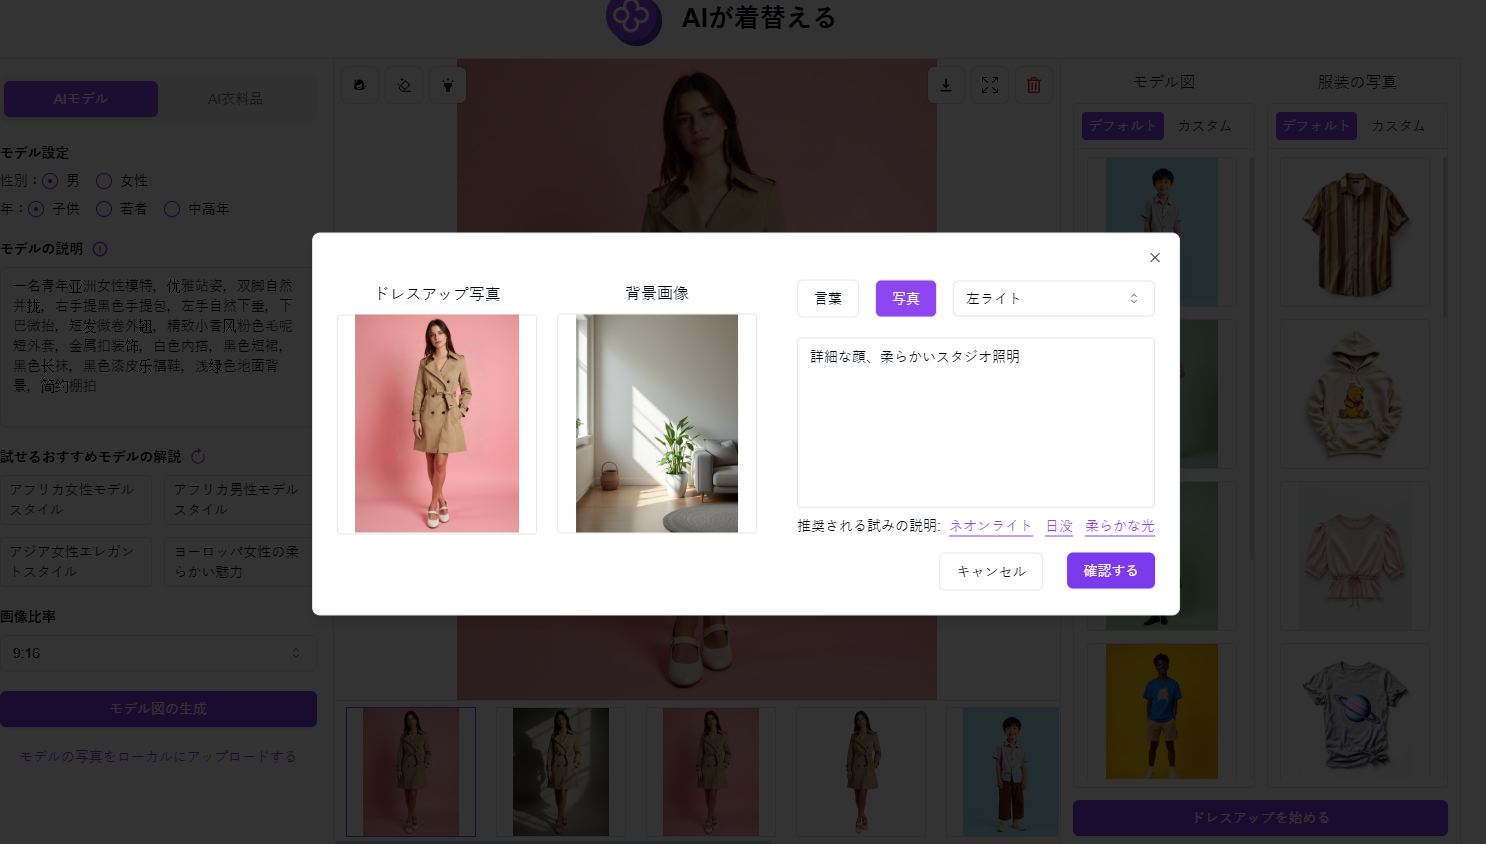 AIが着替える
AIモデル
AI衣料品
モデル設定
性別：
男
女性
年：
子供
若者
中高年
モデルの説明
一名青年亚洲女性模特，优雅站姿，双脚自然
并拢，右手提黑色手提包，左手自然下垂，下
巴微抬，短发微卷外翘，精致小香风粉色毛呢
短外套，金属扣装饰，白色内搭，黑色短裙，
黑色长袜，黑色漆皮乐福鞋，浅绿色地面背
景，简约棚拍
試せるおすすめモデルの解説
アフリカ女性モデル
スタイル
アフリカ男性モデル
スタイル
アジア女性エレガン
トスタイル
ヨーロッパ女性の柔
らかい魅力
画像比率
9:16
モデル図の生成
モデルの写真をローカルにアップロードする
ドレスアップ写真
背景画像
言葉
写真
左ライト
詳細な顔、柔らかいスタジオ照明
推奨される試みの説明:
ネオンライト
日没
柔らかな光
キャンセル
確認する
モデル図
デフォルト
カスタム
服装の写真
デフォルト
カスタム
ドレスアップを始める